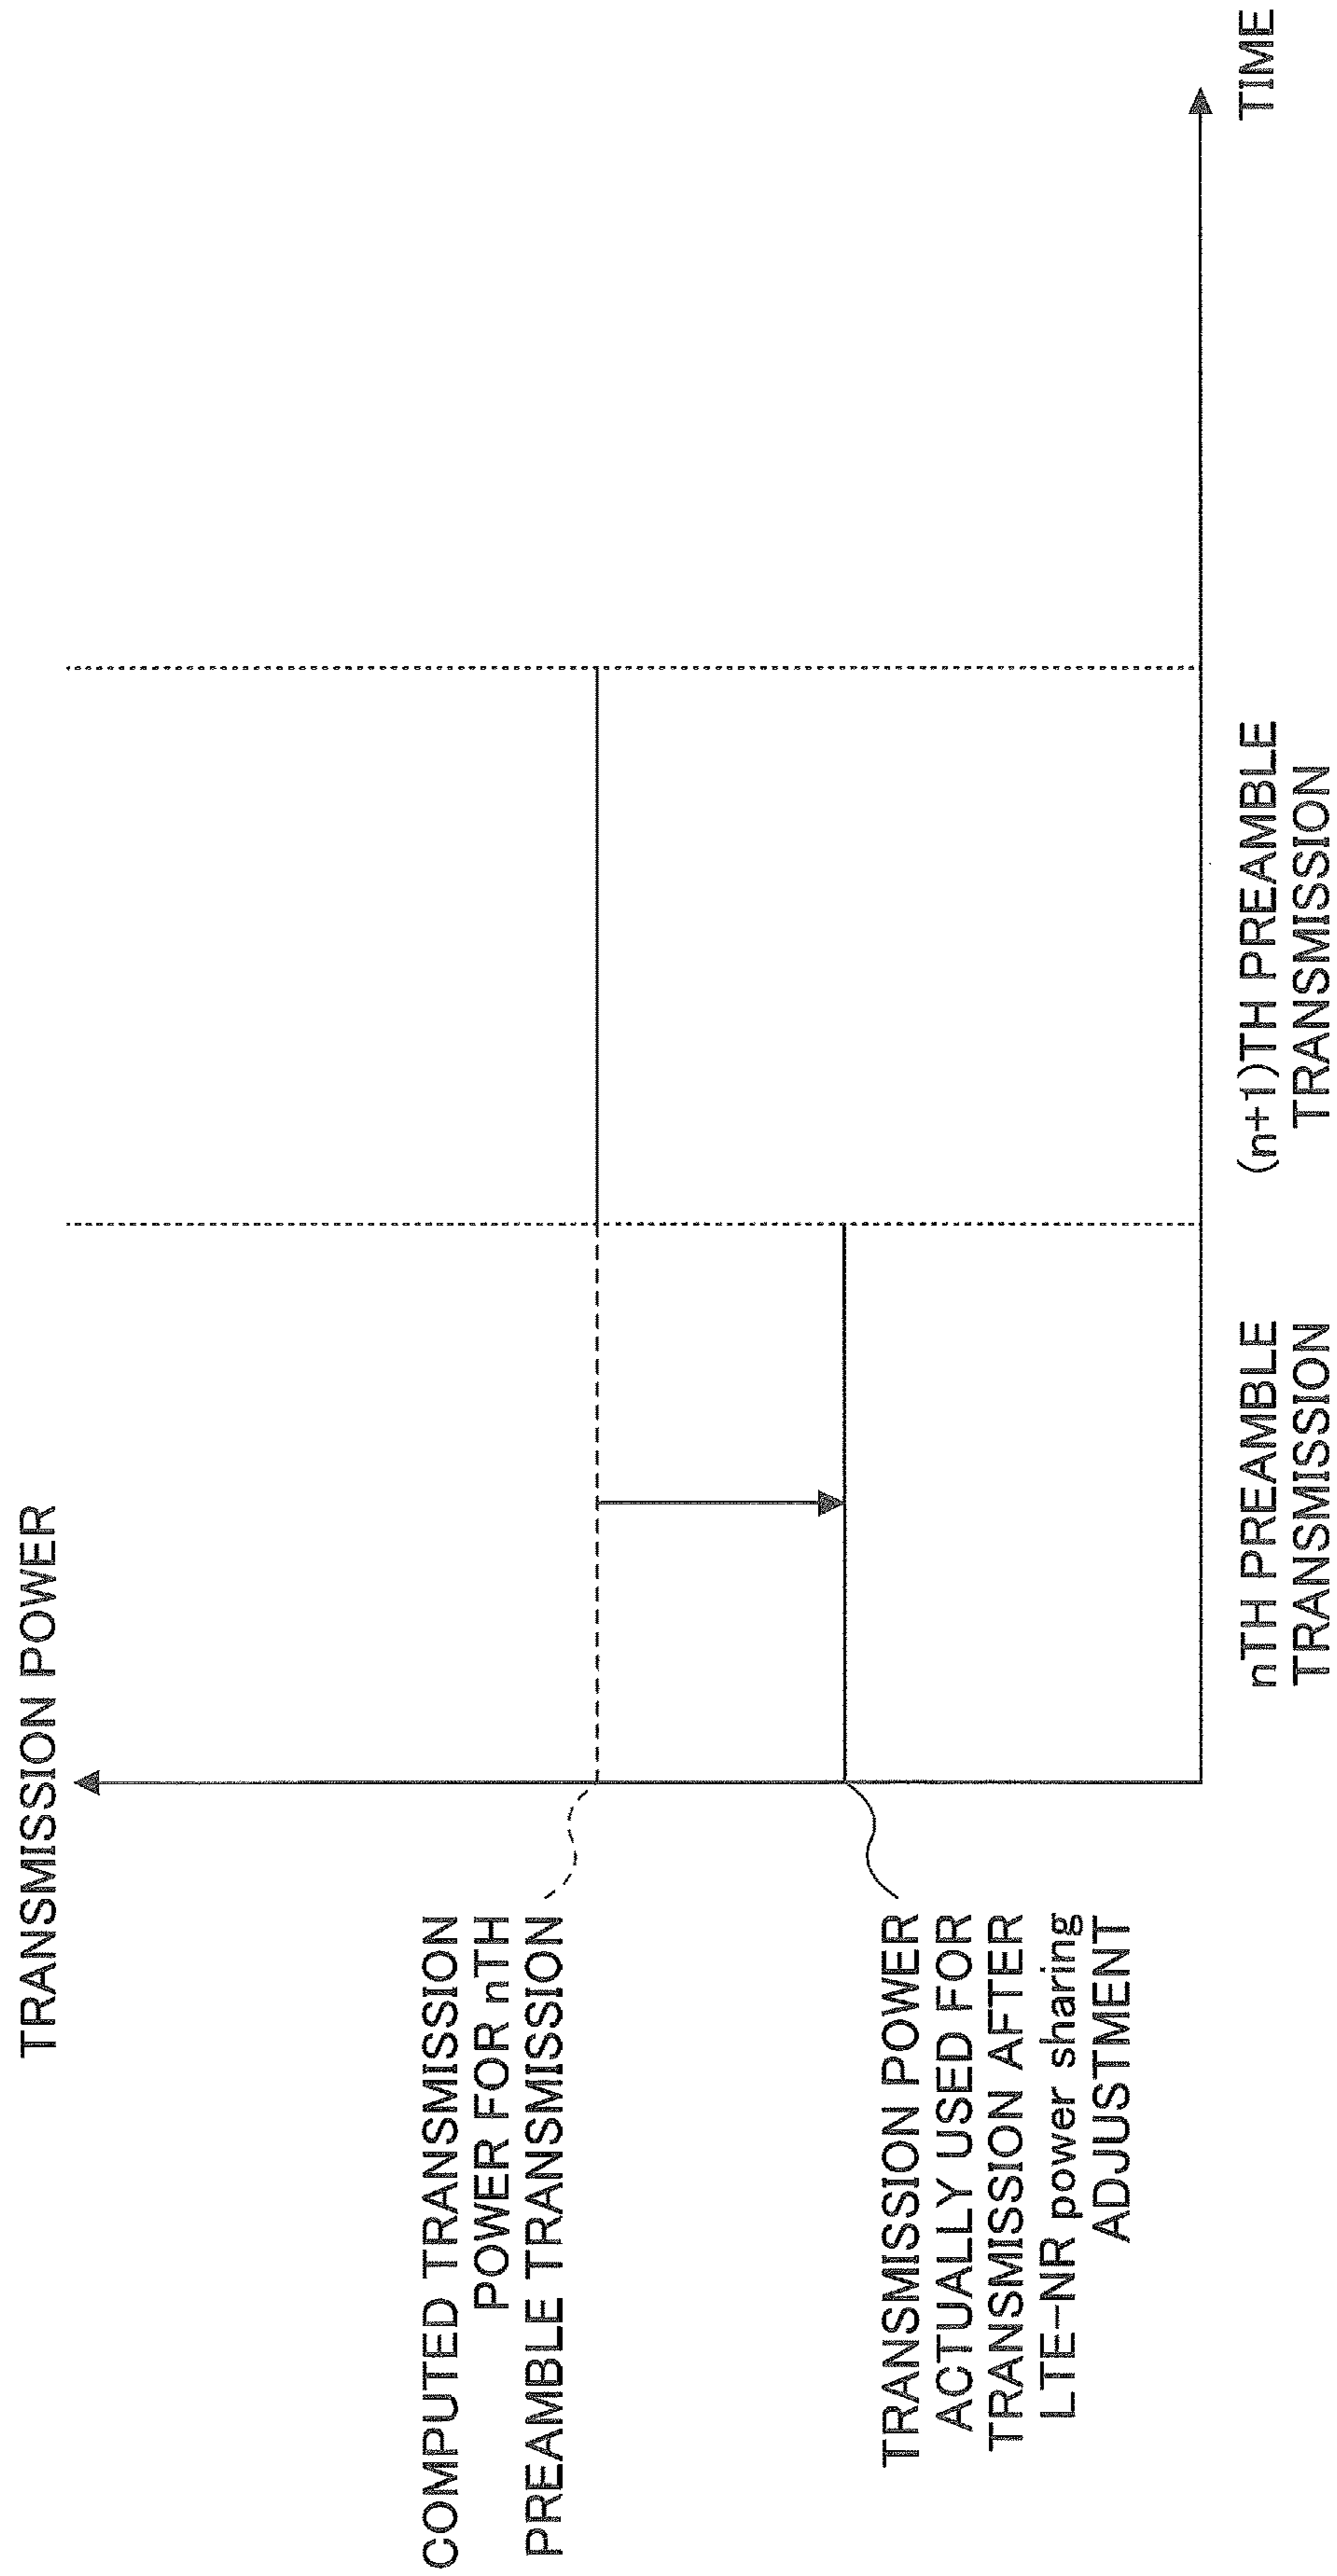 TRANSMISSION POWER
COMPUTED TRANSMISSION
POWER FOR nTH
PREAMBLE TRANSMISSION
TRANSMISSION POWER
ACTUALLY USED FOR
TRANSMISSION AFTER
LTE-NR power sharing
ADJUSTMENT
nTH PREAMBLE
TRANSMISSION
(n+1)TH PREAMBLE
TRANSMISSION
TIME